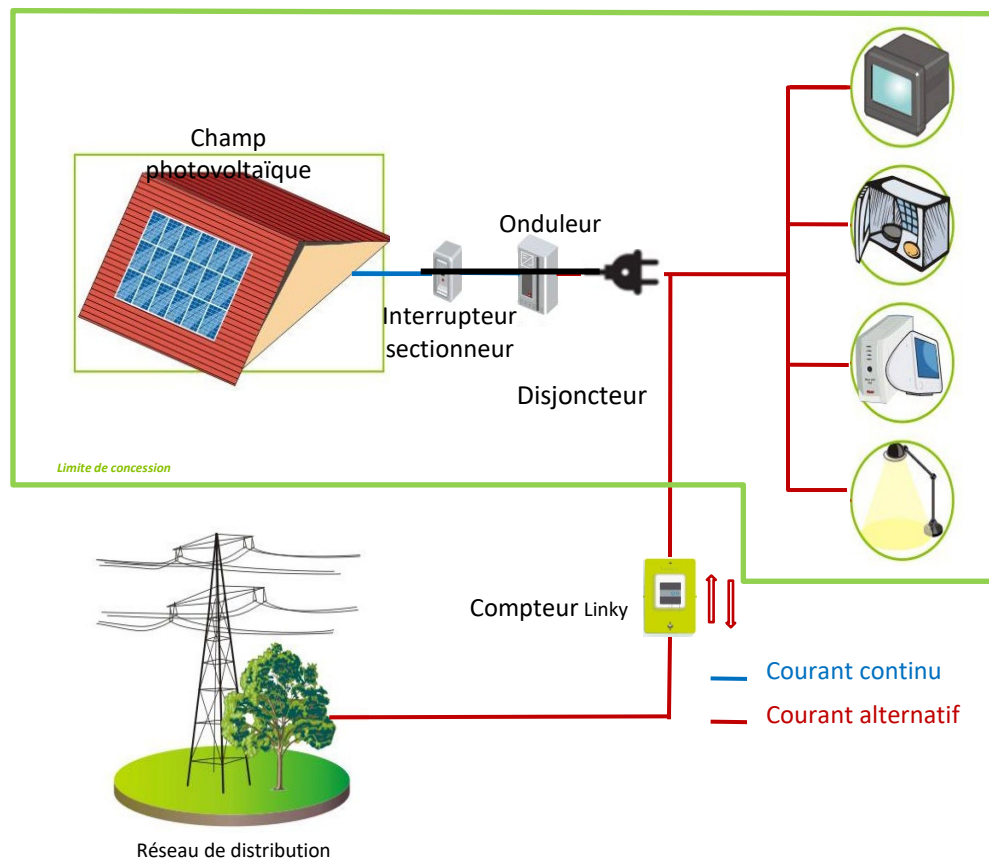 Champ
photovoltaïque
Onduleur
Interrupteur
sectionneur
Disjoncteur
Limite de concession
Compteur Linky
Courant continu
Courant alternatif
Réseau de distribution